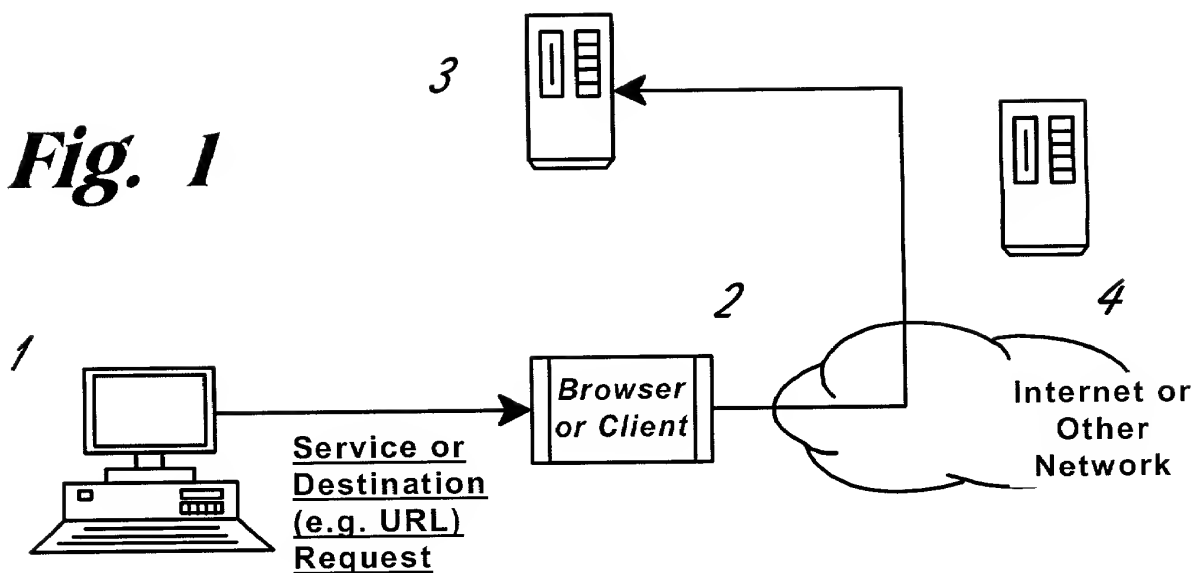 3
Fig. 1
2
4
1
Browser
or Client
Internet or
Other
Network
Service or
Destination
(e.g. URL)
Request